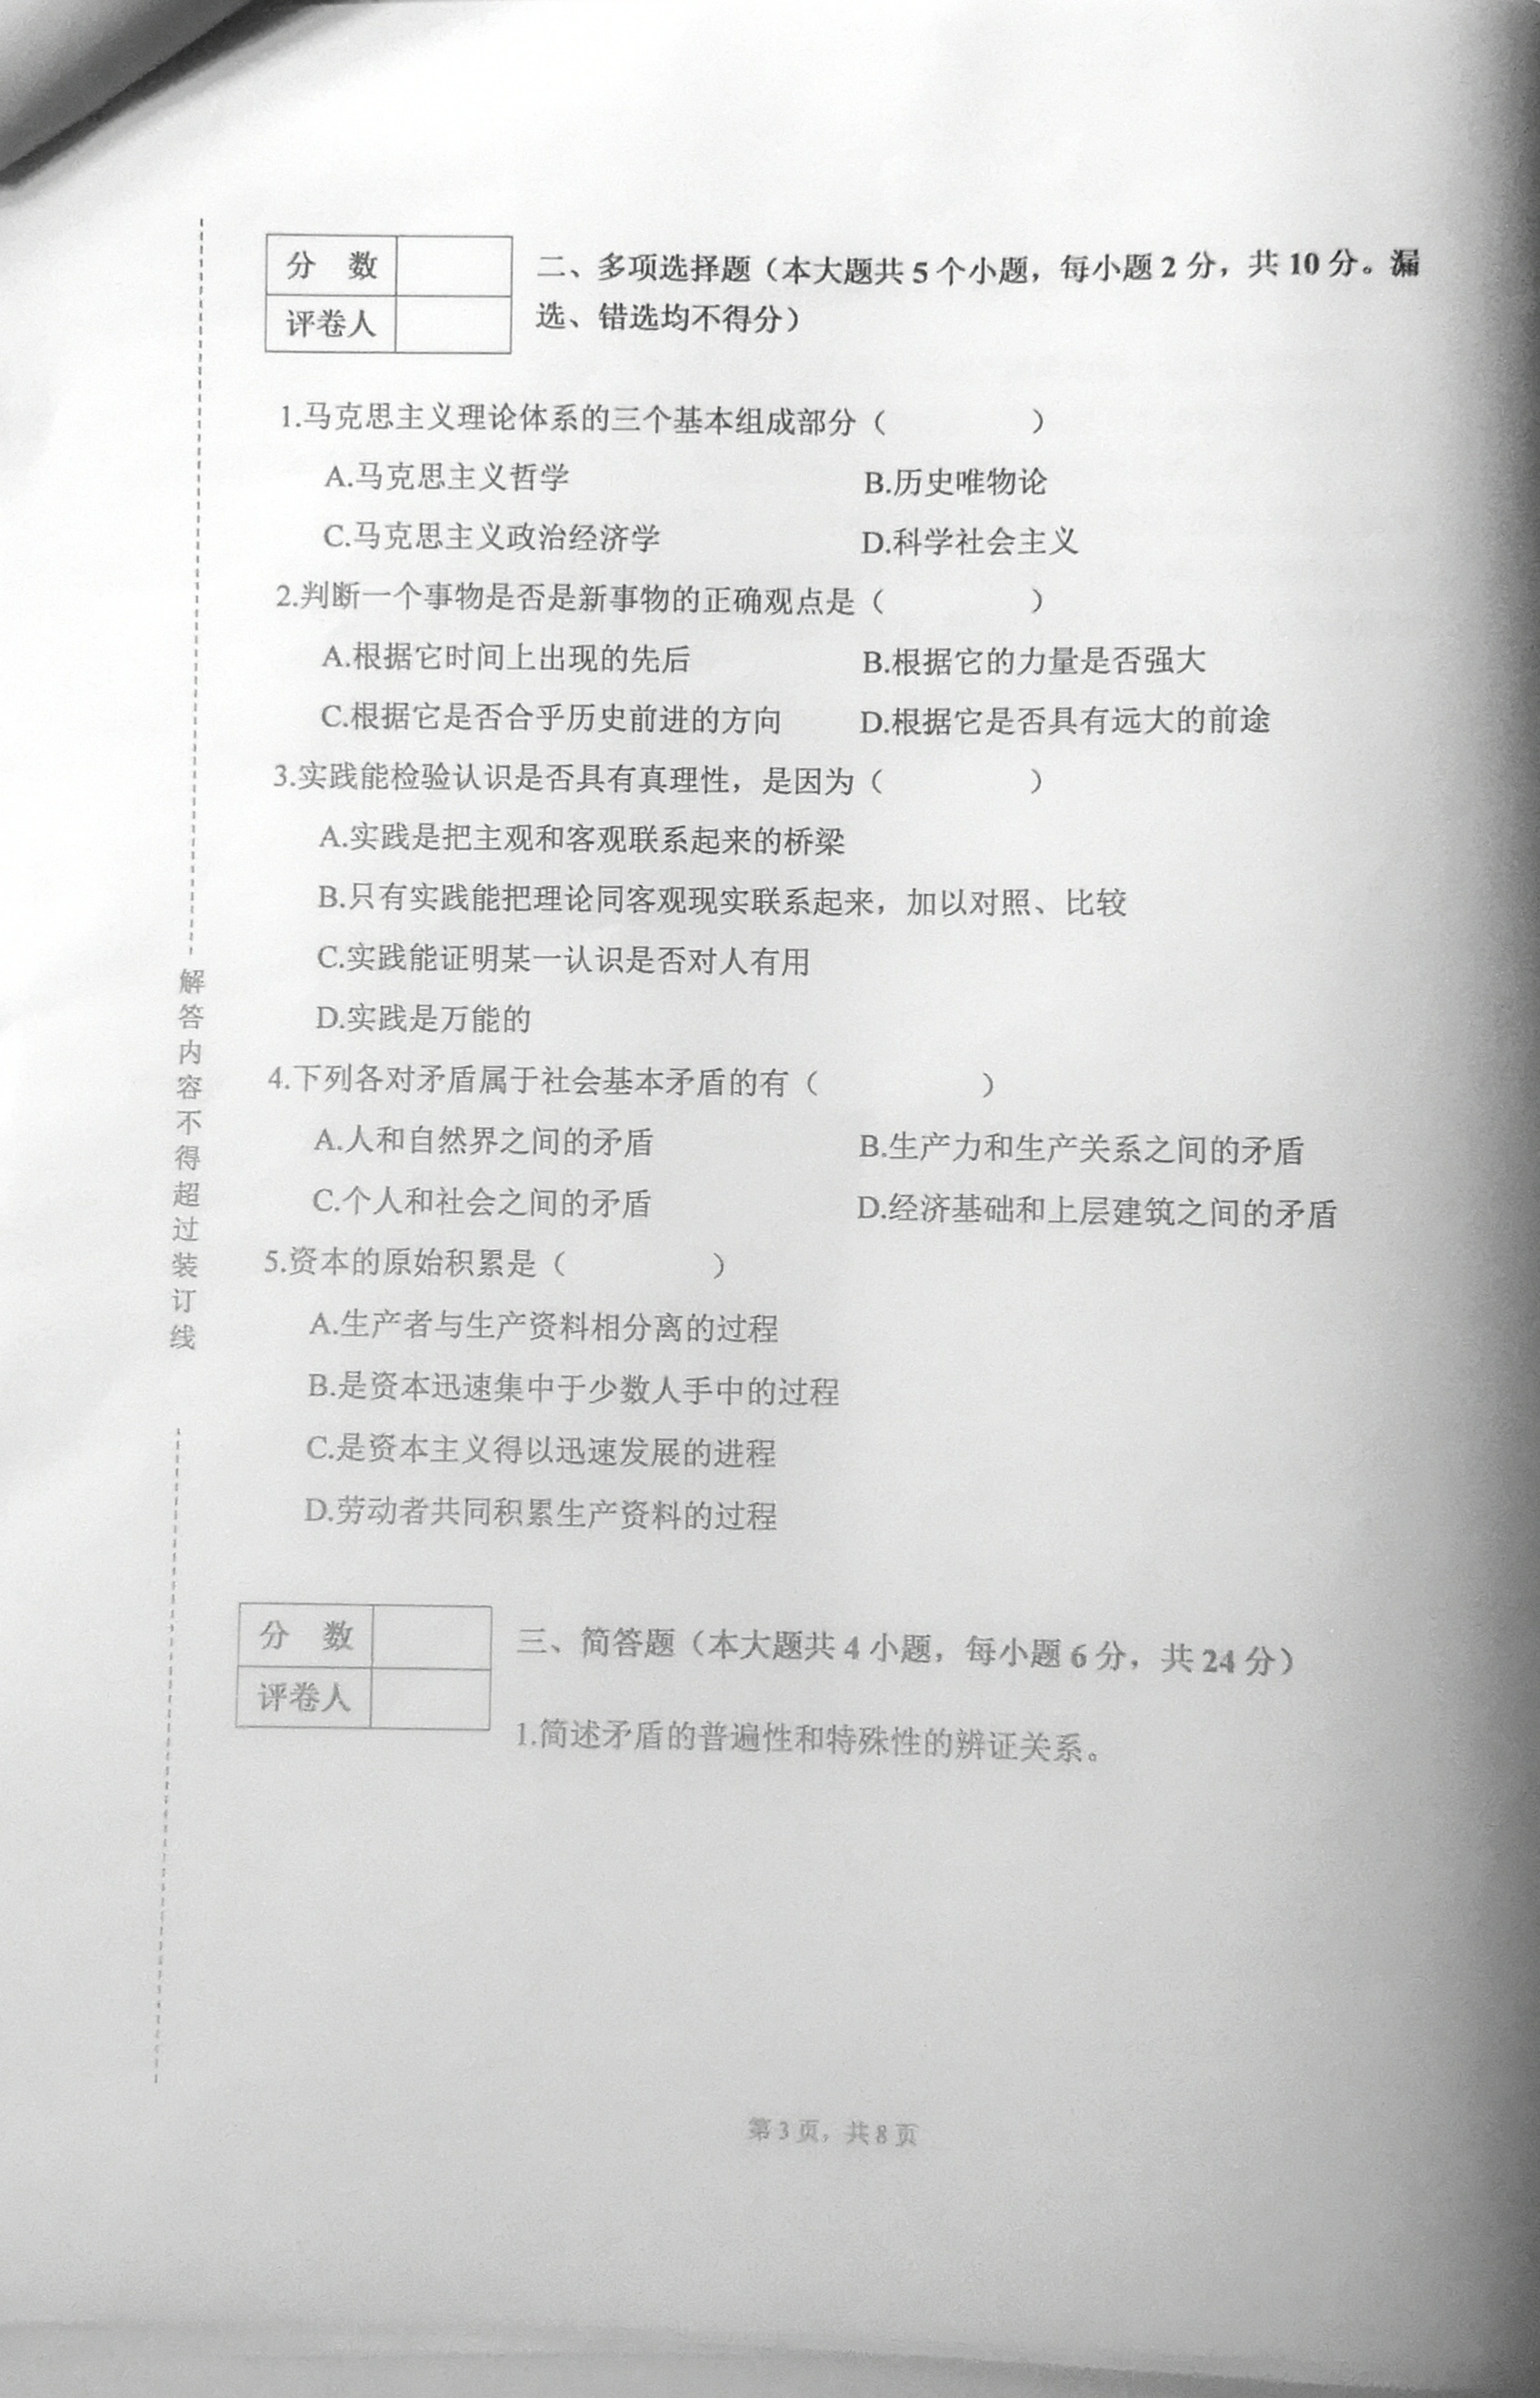 分 数
评卷人
二、多项选择题（本大题共 5 个小题，每小题 2 分，共 10 分。漏
选、错选均不得分）
1.马克思主义理论体系的三个基本组成部分（ ）
A.马克思主义哲学 B.历史唯物论
C.马克思主义政治经济学 D.科学社会主义
2.判断一个事物是否是新事物的正确观点是（ ）
A.根据它时间上出现的先后 B.根据它的力量是否强大
C.根据它是否合乎历史前进的方向 D.根据它是否具有远大的前途
3.实践能检验认识是否具有真理性，是因为（ ）
A.实践是把主观和客观联系起来的桥梁
B.只有实践能把理论同客观现实联系起来，加以对照、比较
C.实践能证明某一认识是否对人有用
D.实践是万能的
4.下列各对矛盾属于社会基本矛盾的有（ ）
A.人和自然界之间的矛盾 B.生产力和生产关系之间的矛盾
C.个人和社会之间的矛盾 D.经济基础和上层建筑之间的矛盾
5.资本的原始积累是（ ）
A.生产者与生产资料相分离的过程
B.是资本迅速集中于少数人手中的过程
C.是资本主义得以迅速发展的进程
D.劳动者共同积累生产资料的过程
解答内容不得超过装订线
分 数
评卷人
三、简答题（本大题共 4 小题，每小题 6 分，共 24 分）
1.简述矛盾的普遍性和特殊性的辨证关系。
第 3 页，共 8 页